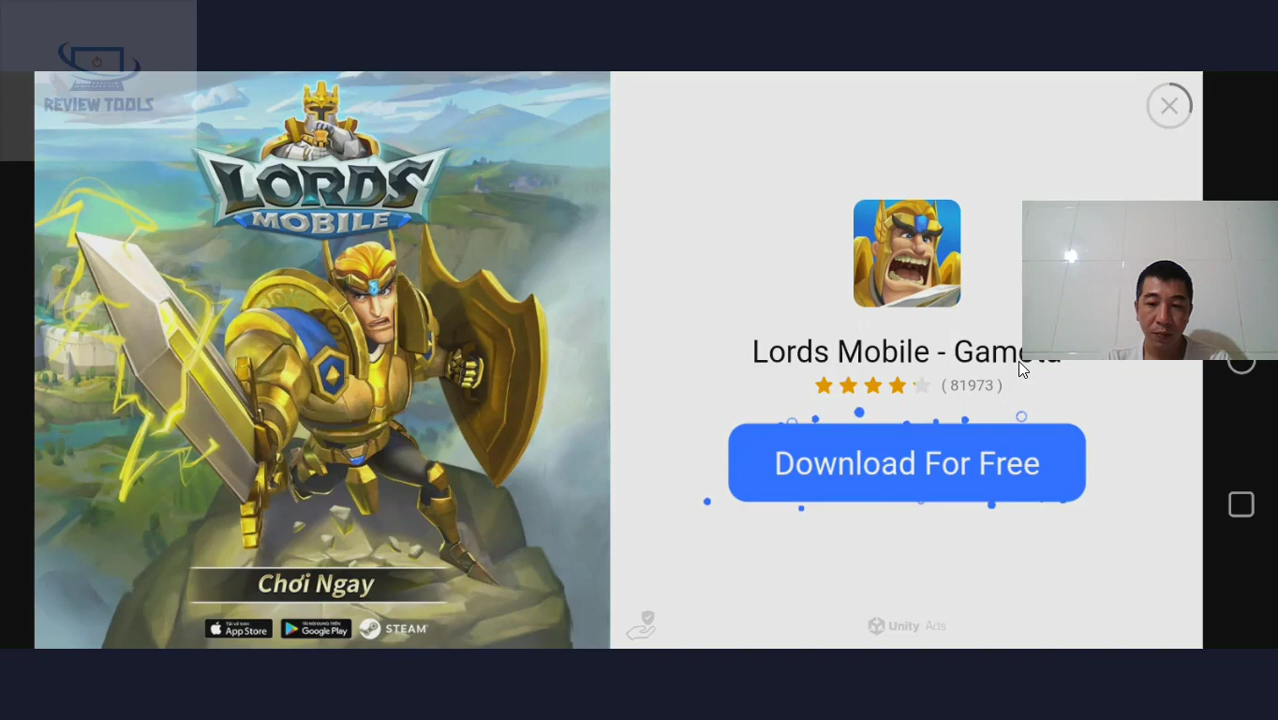 REVIEW TOOLS
LORDS
MOBILE
Chơi Ngay
App Store
Google Play
STEAM
Lords Mobile - Gamota
( 81973 )
Download For Free
Unity Ads